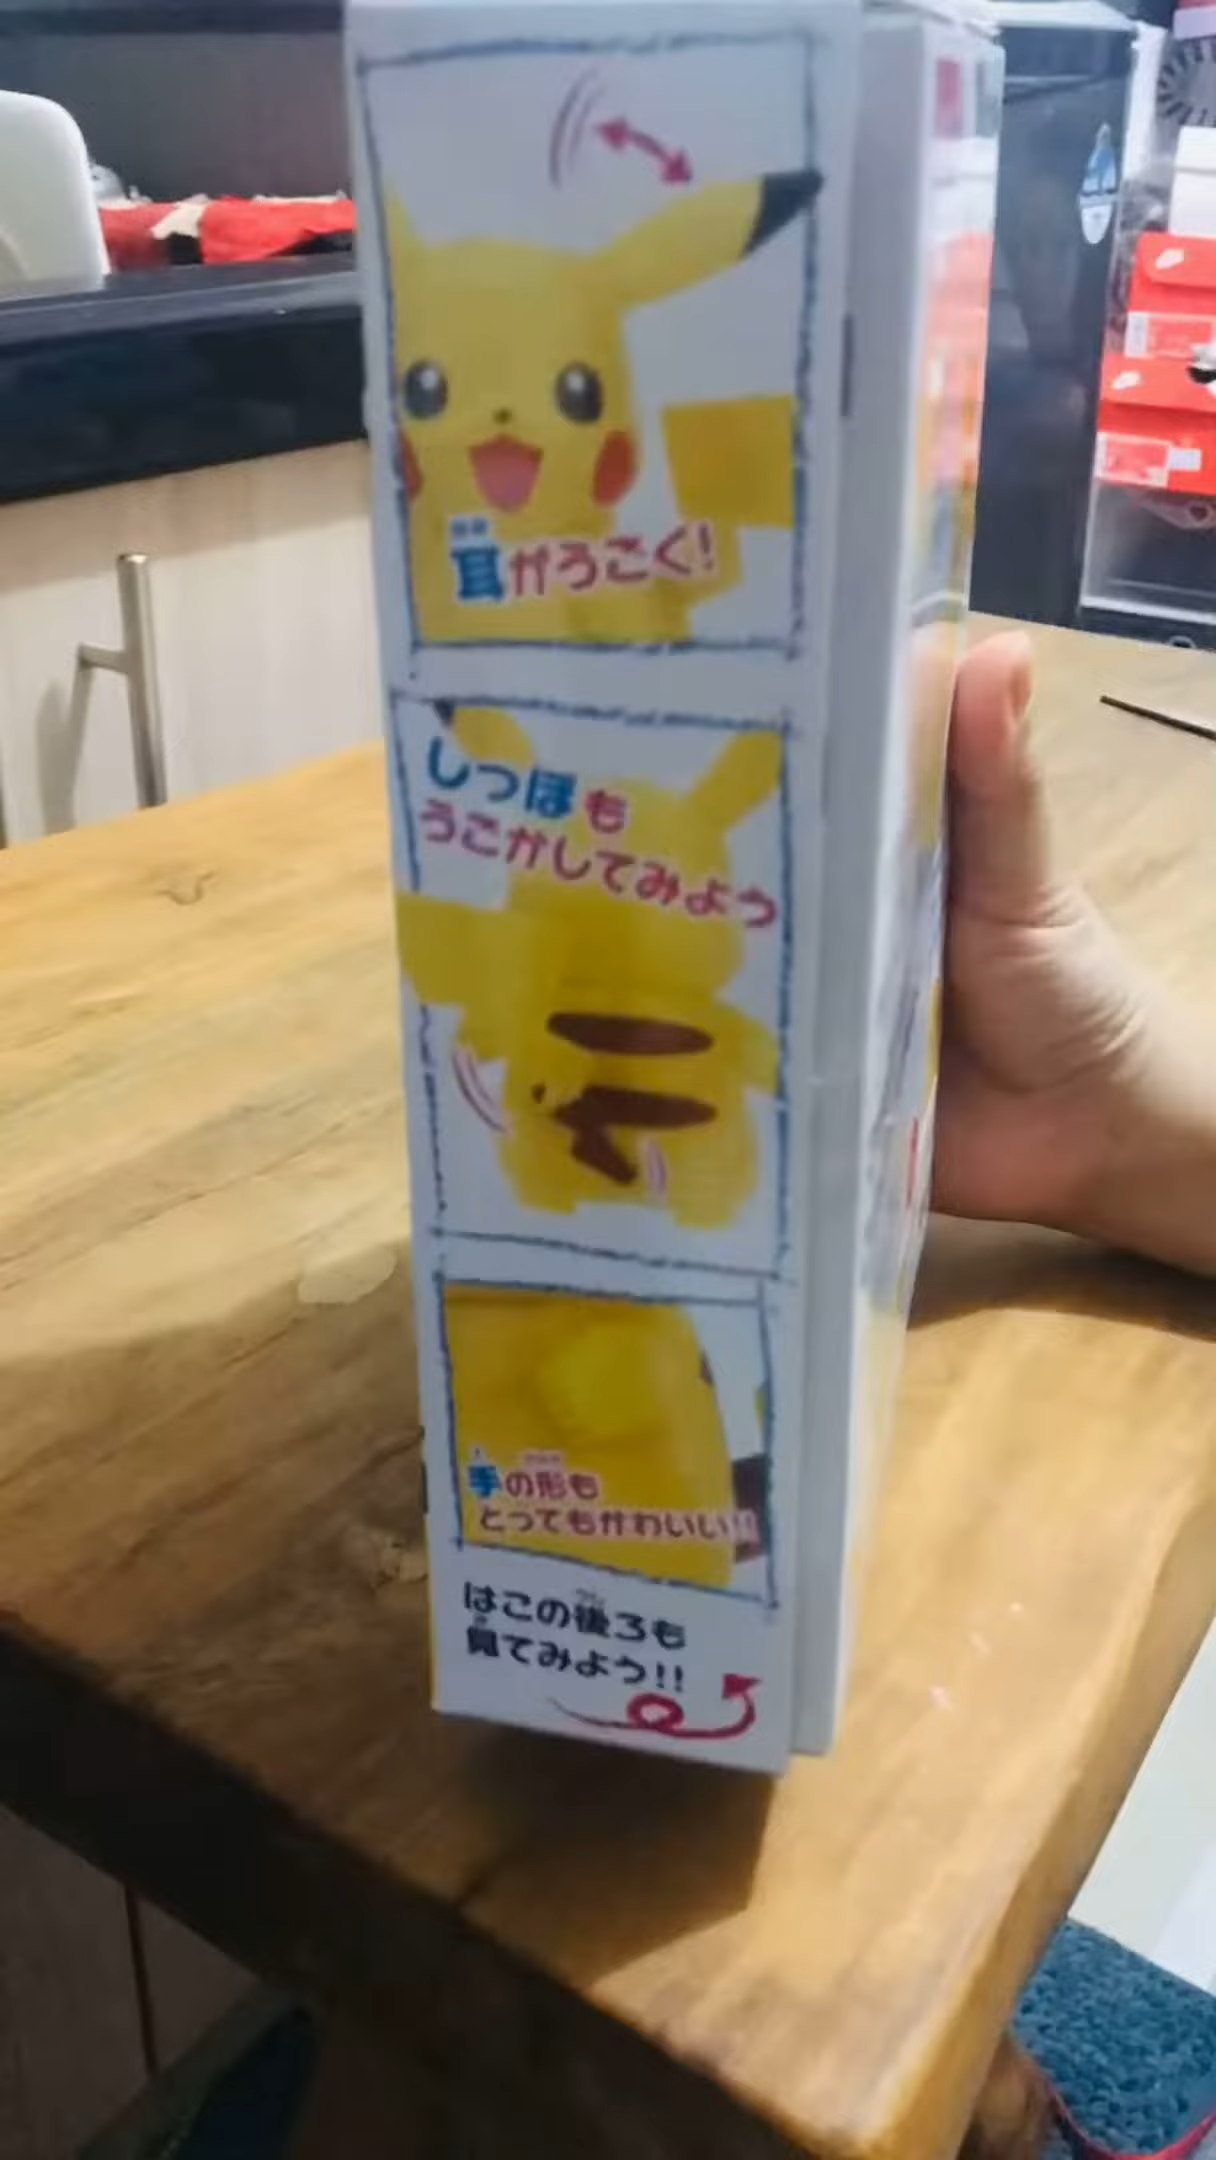 耳がうごく!
しっぽも
うごかしてみよう
手の形も
とってもかわいい!!
はこの後ろも
見てみよう!!